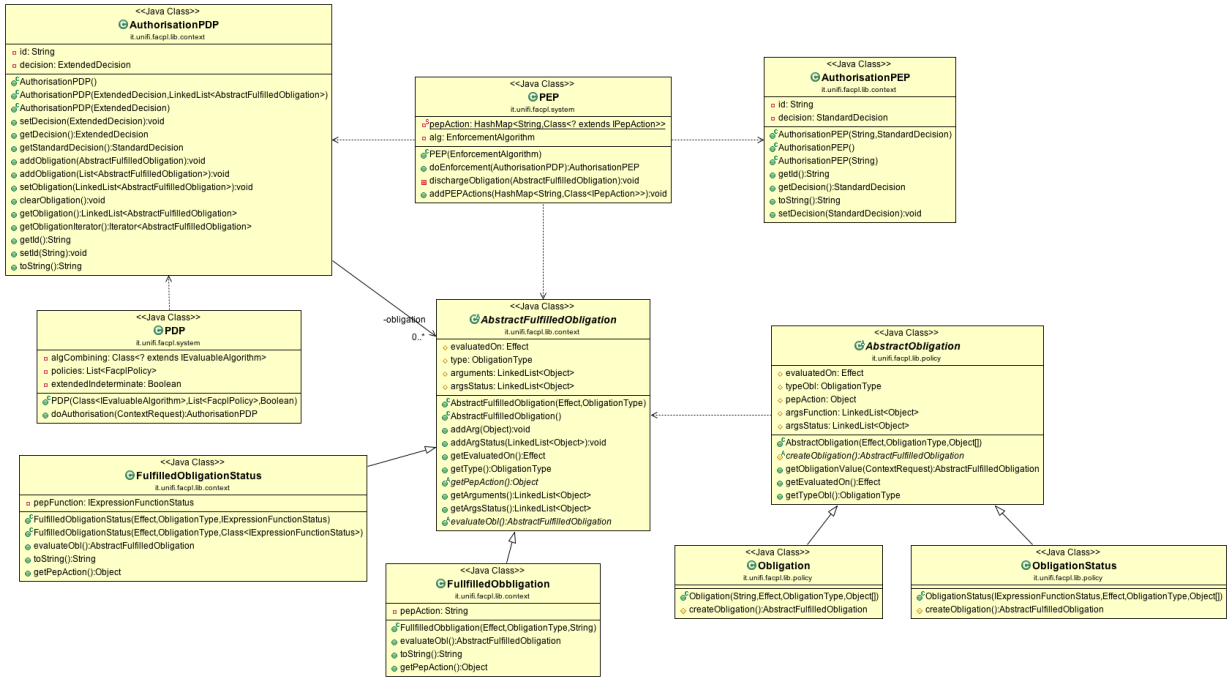 <<Java Class>>
AuthorisationPDP
it.unifi.facpl.lib.context
id: String
decision: ExtendedDecision
AuthorisationPDP()
AuthorisationPDP(ExtendedDecision,LinkedList<AbstractFulfilledObligation>)
AuthorisationPDP(ExtendedDecision)
setDecision(ExtendedDecision):void
getDecision():ExtendedDecision
getStandardDecision():StandardDecision
addObligation(AbstractFulfilledObligation):void
addObligation(List<AbstractFulfilledObligation>):void
setObligation(LinkedList<AbstractFulfilledObligation>):void
clearObligation():void
getObligation():LinkedList<AbstractFulfilledObligation>
getObligationIterator():Iterator<AbstractFulfilledObligation>
getId():String
setId(String):void
toString():String
<<Java Class>>
PEP
it.unifi.facpl.system
pepAction: HashMap<String,Class<? extends IPepAction>>
alg: EnforcementAlgorithm
PEP(EnforcementAlgorithm)
doEnforcement(AuthorisationPDP):AuthorisationPEP
dischargeObligation(AbstractFulfilledObligation):void
addPEPActions(HashMap<String,Class<IPepAction>>):void
<<Java Class>>
AuthorisationPEP
it.unifi.facpl.lib.context
id: String
decision: StandardDecision
AuthorisationPEP(String,StandardDecision)
AuthorisationPEP()
AuthorisationPEP(String)
getId():String
getDecision():StandardDecision
toString():String
setDecision(StandardDecision):void
<<Java Class>>
PDP
it.unifi.facpl.system
algCombining: Class<? extends IEvaluableAlgorithm>
policies: List<FacplPolicy>
extendedIndeterminate: Boolean
PDP(Class<IEvaluableAlgorithm>,List<FacplPolicy>,Boolean)
doAuthorisation(ContextRequest):AuthorisationPDP
-obligation
0..*
<<Java Class>>
AbstractFulfilledObligation
it.unifi.facpl.lib.context
evaluatedOn: Effect
type: ObligationType
arguments: LinkedList<Object>
argsStatus: LinkedList<Object>
AbstractFulfilledObligation(Effect,ObligationType)
AbstractFulfilledObligation()
addArg(Object):void
addArgStatus(LinkedList<Object>):void
getEvaluatedOn():Effect
getType():ObligationType
getPepAction():Object
getArguments():LinkedList<Object>
getArgsStatus():LinkedList<Object>
evaluateObl():AbstractFulfilledObligation
<<Java Class>>
AbstractObligation
it.unifi.facpl.lib.policy
evaluatedOn: Effect
typeObl: ObligationType
pepAction: Object
argsFunction: LinkedList<Object>
argsStatus: LinkedList<Object>
AbstractObligation(Effect,ObligationType,Object[])
createObligation():AbstractFulfilledObligation
getObligationValue(ContextRequest):AbstractFulfilledObligation
getEvaluatedOn():Effect
getTypeObl():ObligationType
<<Java Class>>
FulfilledObligationStatus
it.unifi.facpl.lib.context
pepFunction: IExpressionFunctionStatus
FulfilledObligationStatus(Effect,ObligationType,IExpressionFunctionStatus)
FulfilledObligationStatus(Effect,ObligationType,Class<IExpressionFunctionStatus>)
evaluateObl():AbstractFulfilledObligation
toString():String
getPepAction():Object
<<Java Class>>
FullfilledObbligation
it.unifi.facpl.lib.context
pepAction: String
FullfilledObbligation(Effect,ObligationType,String)
evaluateObl():AbstractFulfilledObligation
toString():String
getPepAction():Object
<<Java Class>>
Obligation
it.unifi.facpl.lib.policy
Obligation(String,Effect,ObligationType,Object[])
createObligation():AbstractFulfilledObligation
<<Java Class>>
ObligationStatus
it.unifi.facpl.lib.policy
ObligationStatus(IExpressionFunctionStatus,Effect,ObligationType,Object[])
createObligation():AbstractFulfilledObligation